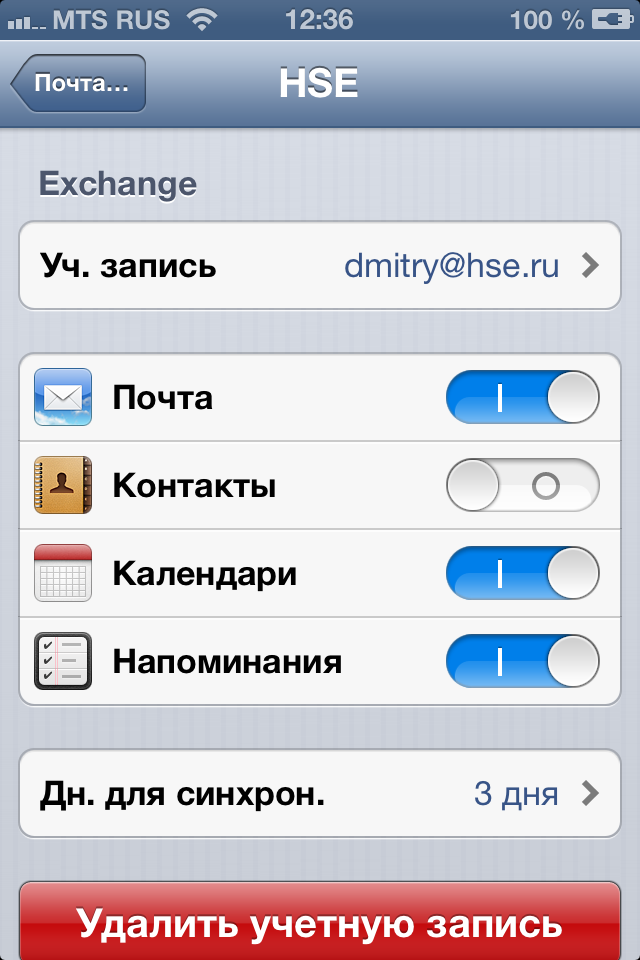 MTS RUS 12:36 100 %
Почта... HSE
Exchange
Уч. запись dmitry@hse.ru
Почта
Контакты
Календари
Напоминания
Дн. для синхрон. 3 дня
Удалить учетную запись